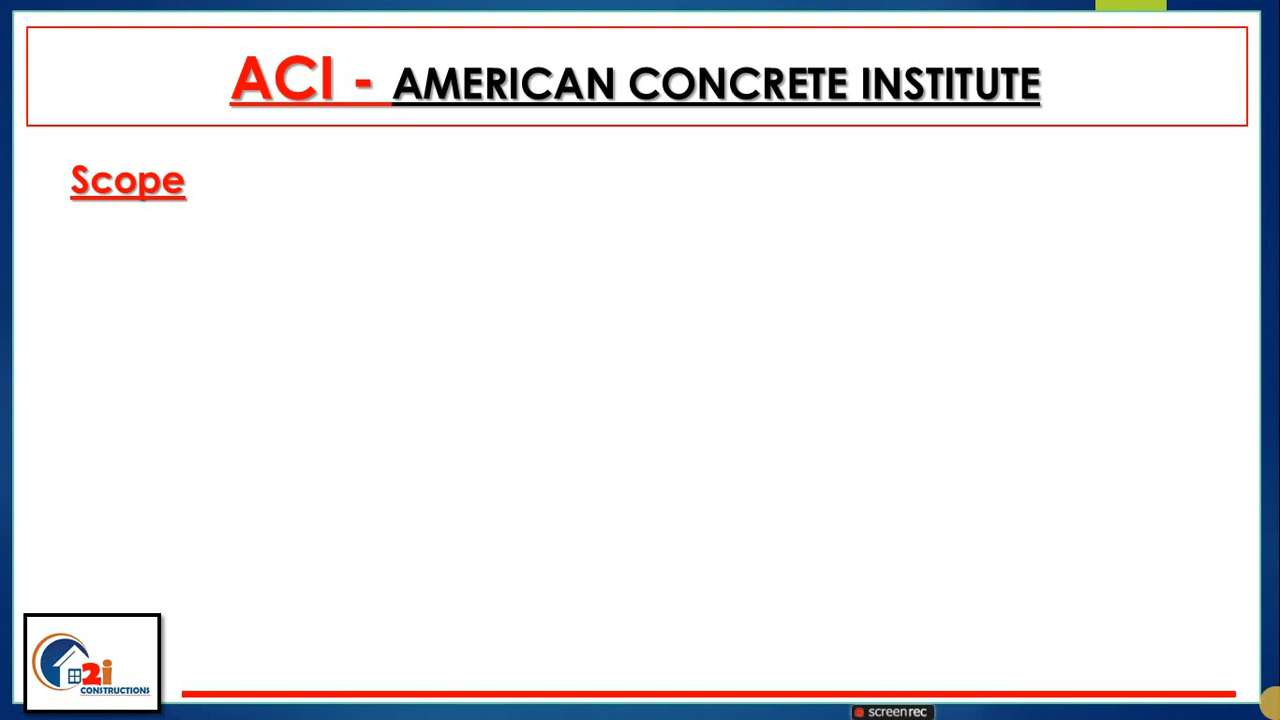 ACI - AMERICAN CONCRETE INSTITUTE
Scope
2i
CONSTRUCTIONS
screenrec